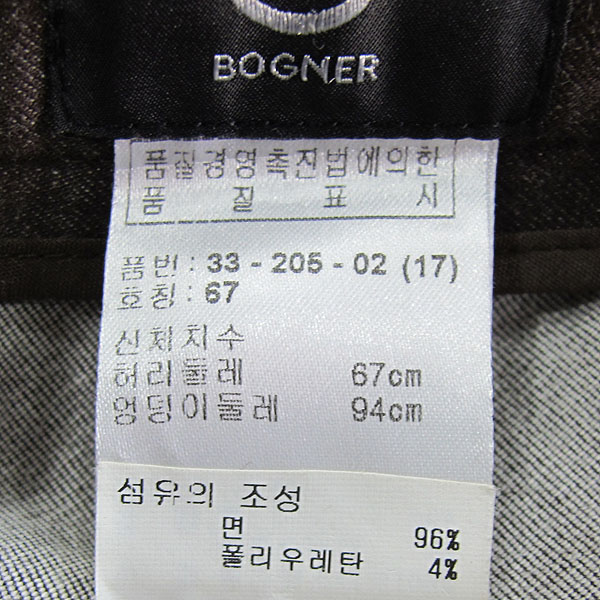 BOGNER
품질경영촉진법에의한
품 질 표 시
품번 : 33 - 205 - 02 (17)
호칭 : 67
신체치수
허리둘레 67cm
엉덩이둘레 94cm
섬유의 조성
면 96%
폴리우레탄 4%